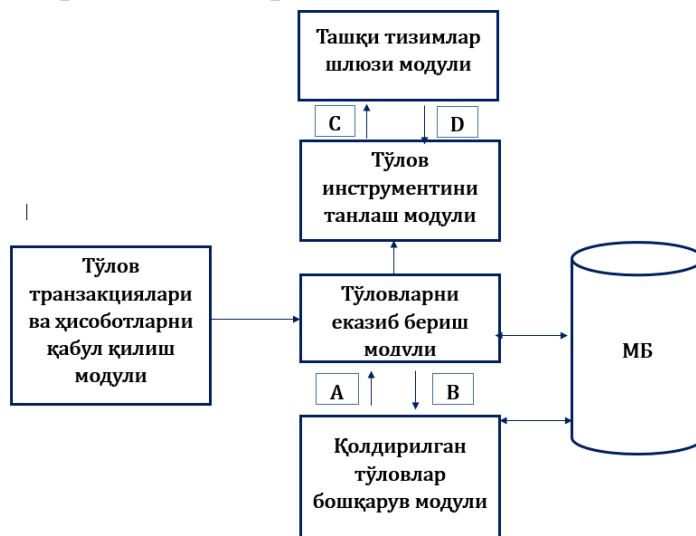 Ташқи тизимлар
шлюзи модули
C
D
Тўлов
инструментини
танлаш модули
Тўлов
транзакциялари
ва ҳисоботларни
қабул қилиш
модули
Тўловларни
еказиб бериш
модули
МБ
A
B
Қолдирилган
тўловлар
бошқарув модули